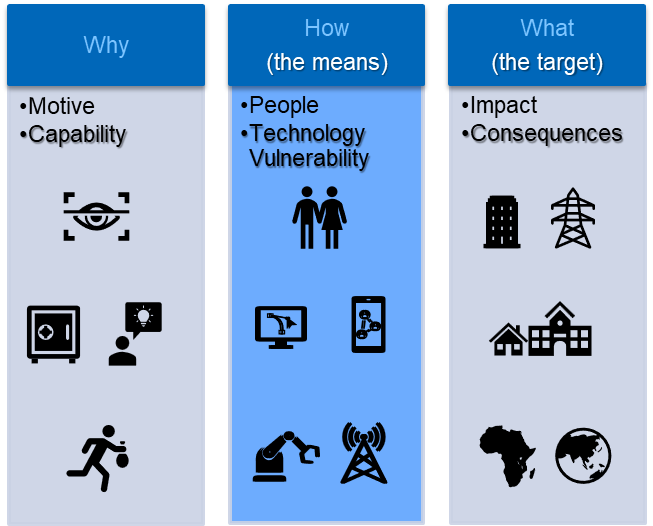 Why
•Motive
•Capability
How
(the means)
•People
•Technology
Vulnerability
What
(the target)
•Impact
•Consequences